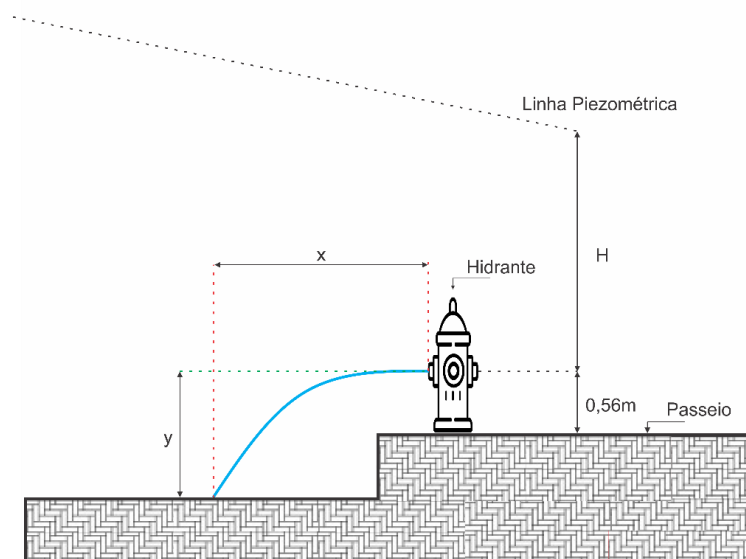 Linha Piezométrica
x
Hidrante
H
0,56m
Passeio
y